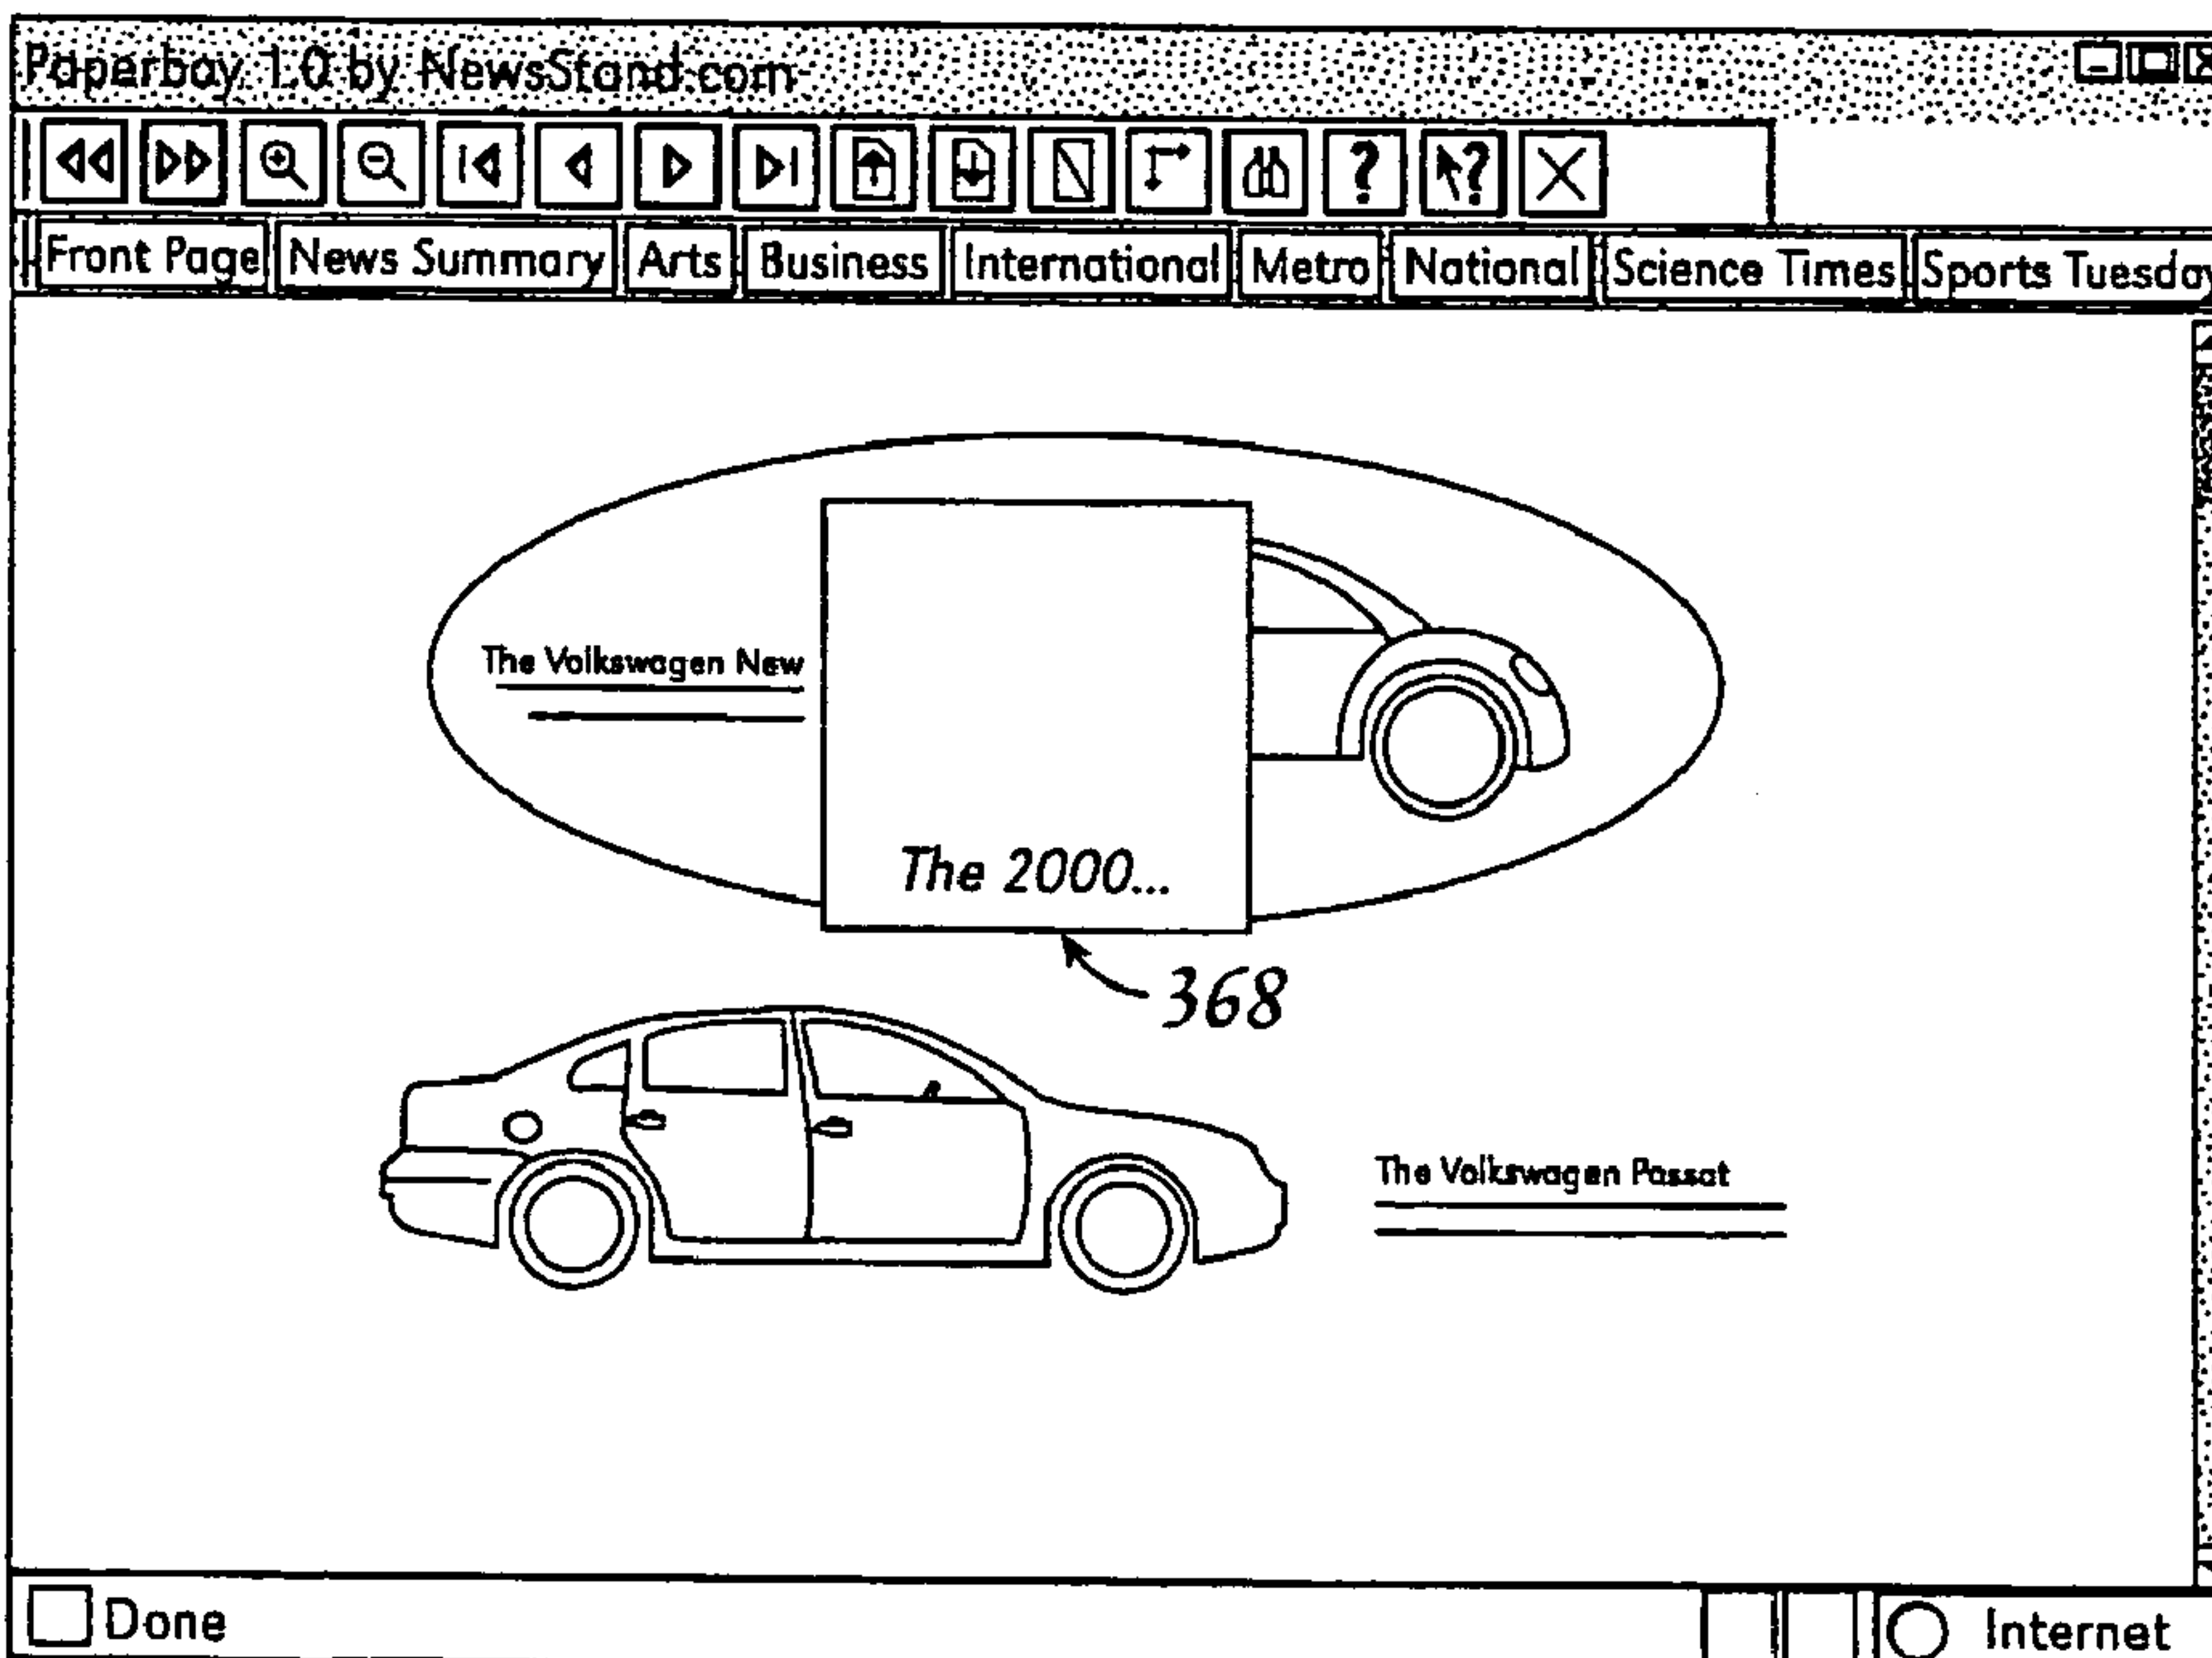 Paperboy 1.0 by NewsStand.com
Front Page News Summary Arts Business International Metro National Science Times Sports Tuesday
The Volkswagen New
The 2000...
368
The Volkswagen Passat
Done Internet